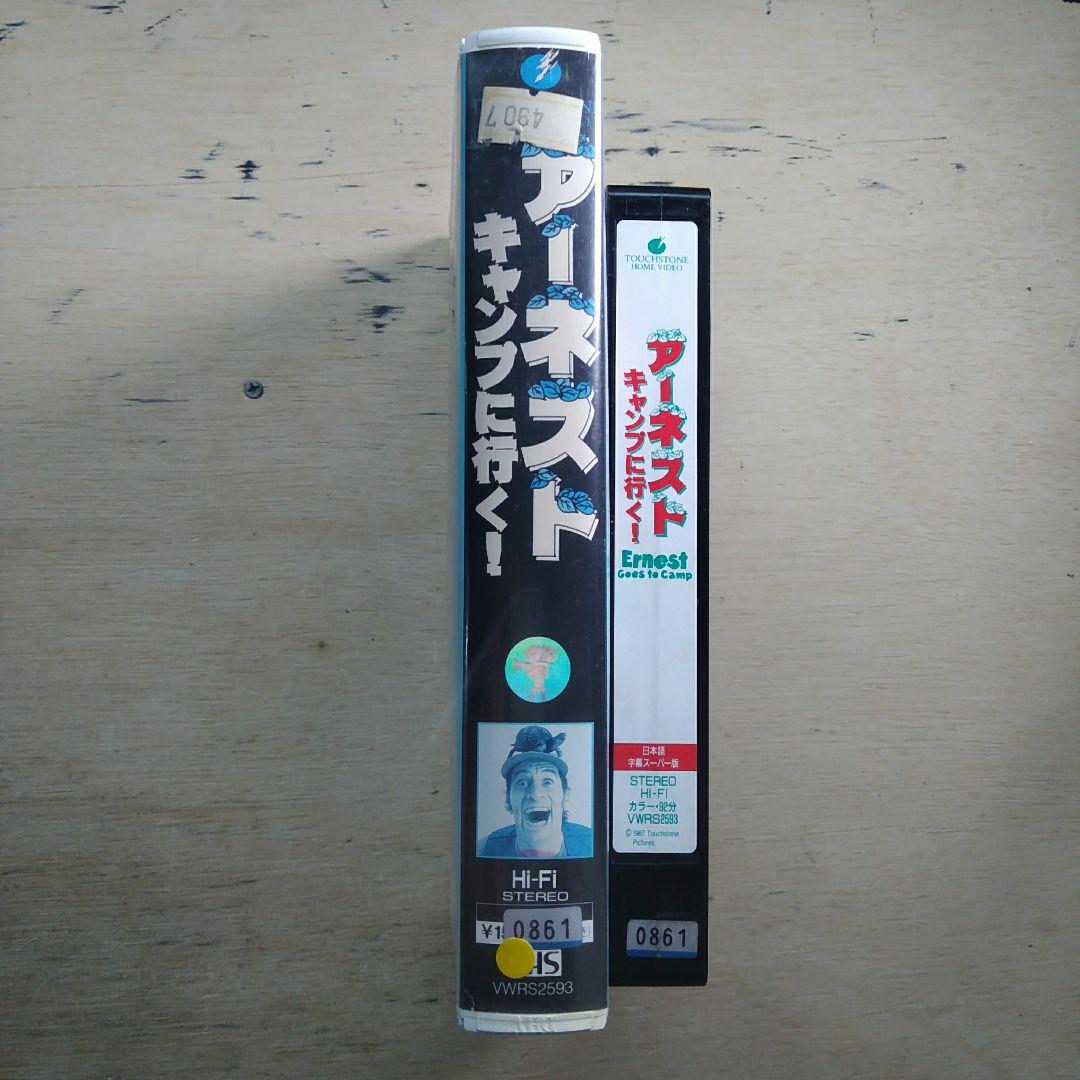 4907
アーネスト
キャンプに行く!
Hi-Fi
STEREO
¥15
0861
HS
VWRS2593
TOUCHSTONE
HOME VIDEO
アーネスト
キャンプに行く!
Ernest
Goes to Camp
日本語
字幕スーパー版
STEREO
Hi-Fi
カラー・92分
VWRS2593
© 1987 Touchstone
Pictures
0861